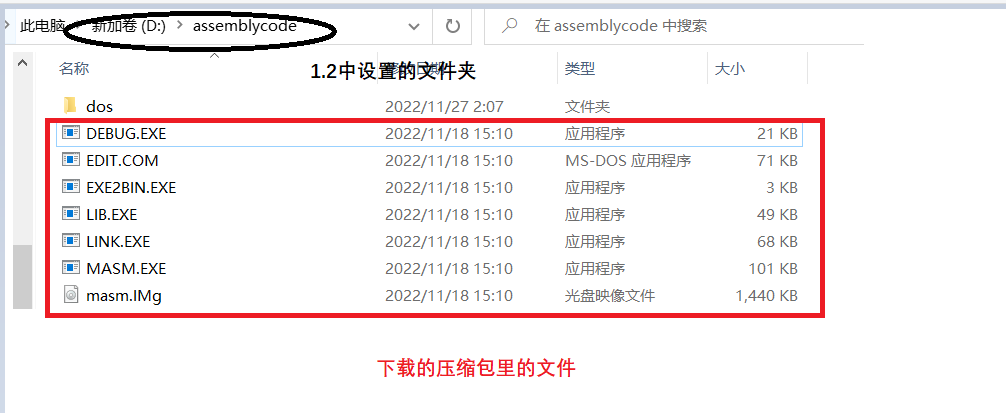 此电脑 新加卷 (D:) assemblycode 在 assemblycode 中搜索
名称 类型 大小
1.2中设置的文件夹
dos 2022/11/27 2:07 文件夹
DEBUG.EXE 2022/11/18 15:10 应用程序 21 KB
EDIT.COM 2022/11/18 15:10 MS-DOS 应用程序 71 KB
EXE2BIN.EXE 2022/11/18 15:10 应用程序 3 KB
LIB.EXE 2022/11/18 15:10 应用程序 49 KB
LINK.EXE 2022/11/18 15:10 应用程序 68 KB
MASM.EXE 2022/11/18 15:10 应用程序 101 KB
masm.IMg 2022/11/18 15:10 光盘映像文件 1,440 KB
下载的压缩包里的文件